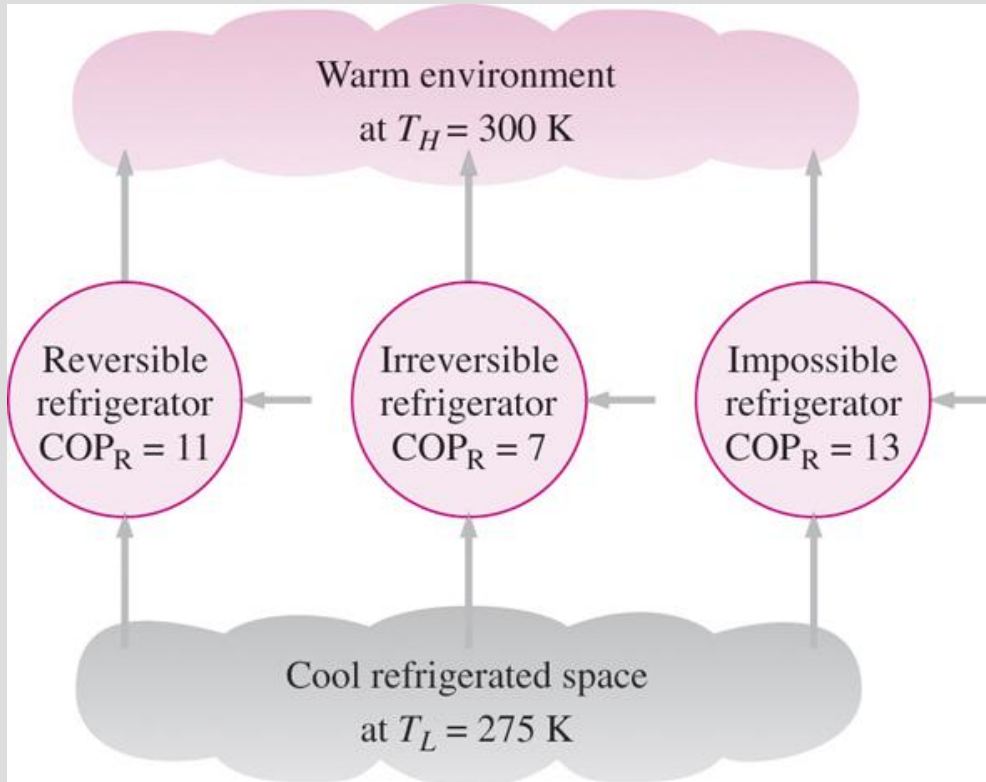 Warm environment
at T_H = 300 K
Reversible
refrigerator
COP_R = 11
Irreversible
refrigerator
COP_R = 7
Impossible
refrigerator
COP_R = 13
Cool refrigerated space
at T_L = 275 K